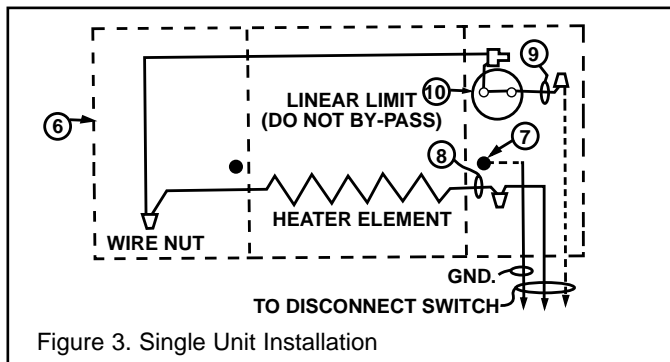 9
10
LINEAR LIMIT
(DO NOT BY-PASS)
6
7
8
HEATER ELEMENT
WIRE NUT
GND.
TO DISCONNECT SWITCH
Figure 3. Single Unit Installation